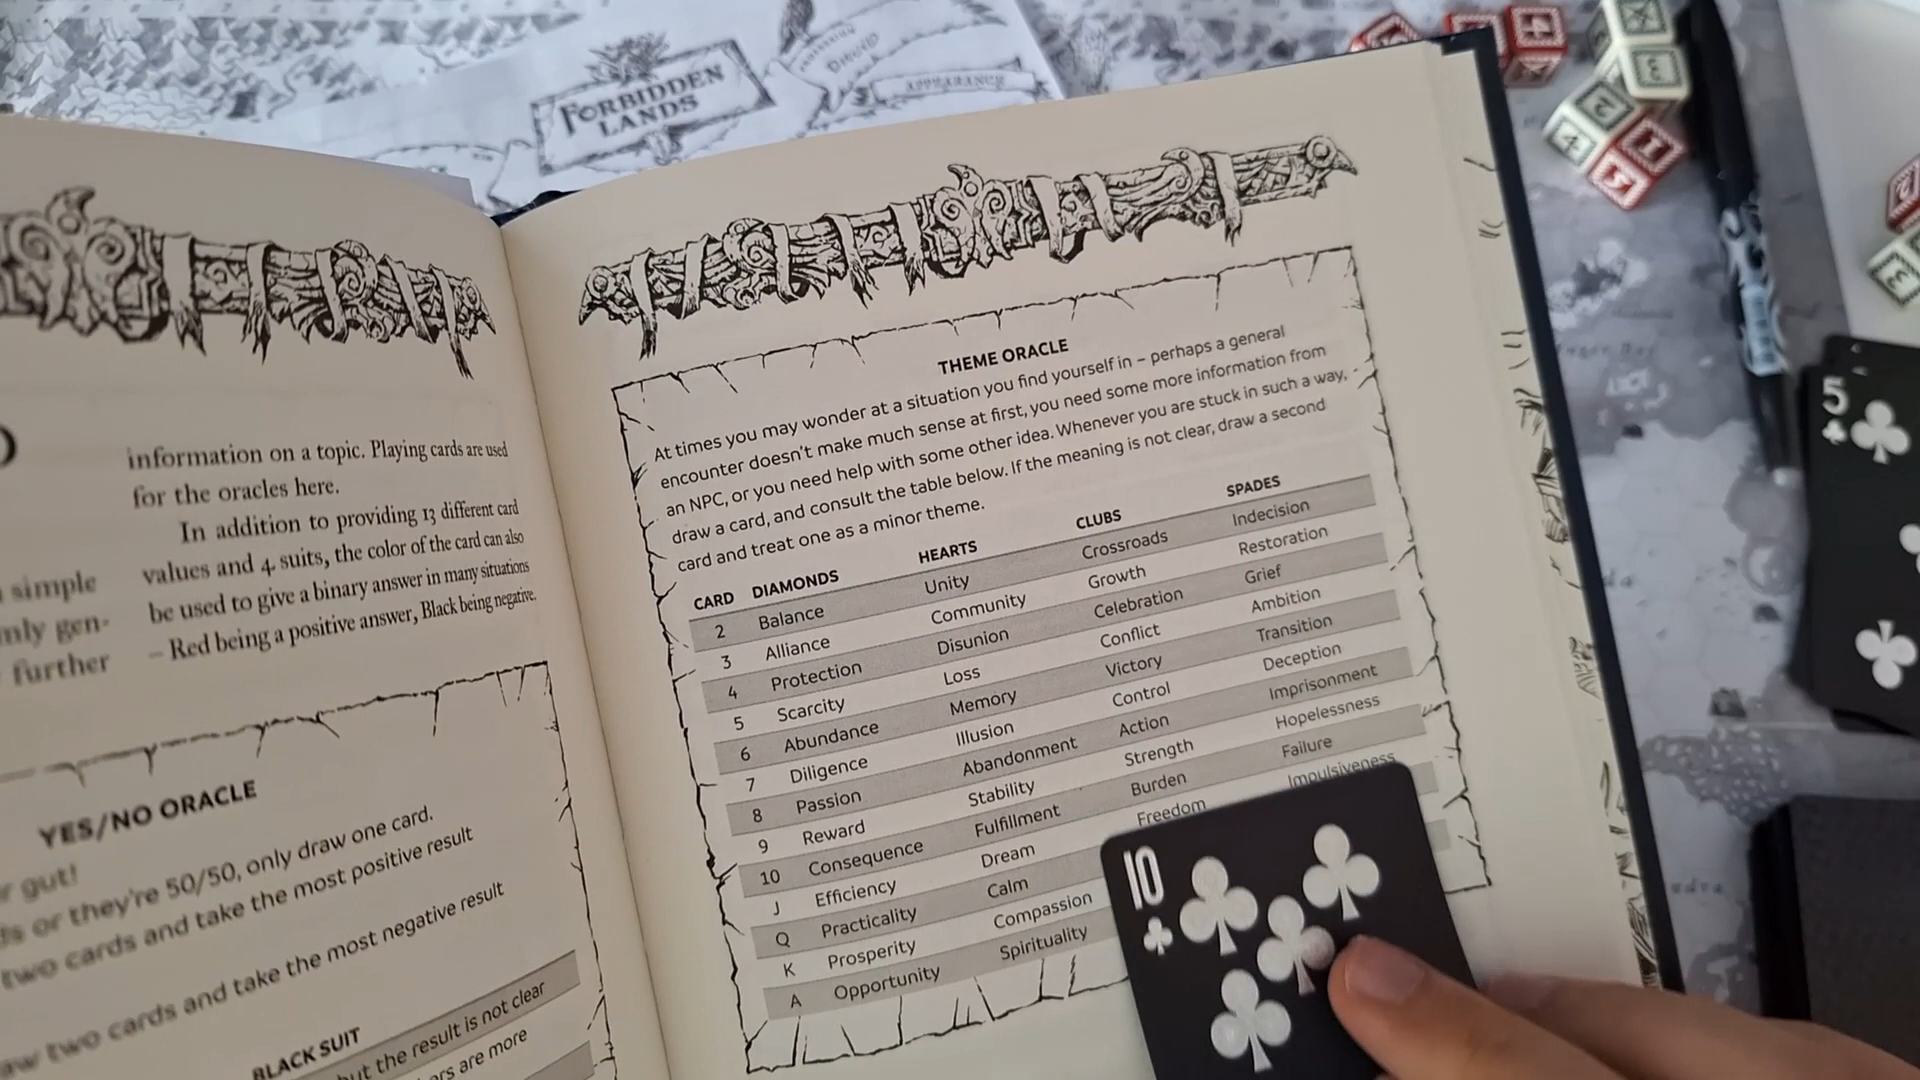 FORBIDDEN
LANDS
APPEARANCE
information on a topic. Playing cards are used
for the oracles here.
In addition to providing 13 different card
values and 4 suits, the color of the card can also
be used to give a binary answer in many situations
– Red being a positive answer, Black being negative.
simple
further
YES/NO ORACLE
gut!
or they're 50/50, only draw one card.
two cards and take the most positive result
two cards and take the most negative result
BLACK SUIT
but the result is not clear
are more
THEME ORACLE
At times you may wonder at a situation you find yourself in – perhaps a general
encounter doesn't make much sense at first, you need some more information from
an NPC, or you need help with some other idea. Whenever you are stuck in such a way,
draw a card, and consult the table below. If the meaning is not clear, draw a second
card and treat one as a minor theme.
CARD DIAMONDS HEARTS CLUBS SPADES
2 Balance Unity Crossroads Indecision
3 Alliance Community Growth Restoration
4 Protection Disunion Celebration Grief
5 Scarcity Loss Conflict Ambition
6 Abundance Memory Victory Transition
7 Diligence Illusion Control Deception
8 Passion Abandonment Action Imprisonment
9 Reward Stability Strength Hopelessness
10 Consequence Fulfillment Burden Failure
J Efficiency Dream Freedom Impulsiveness
Q Practicality Calm
K Prosperity Compassion
A Opportunity Spirituality
10
5